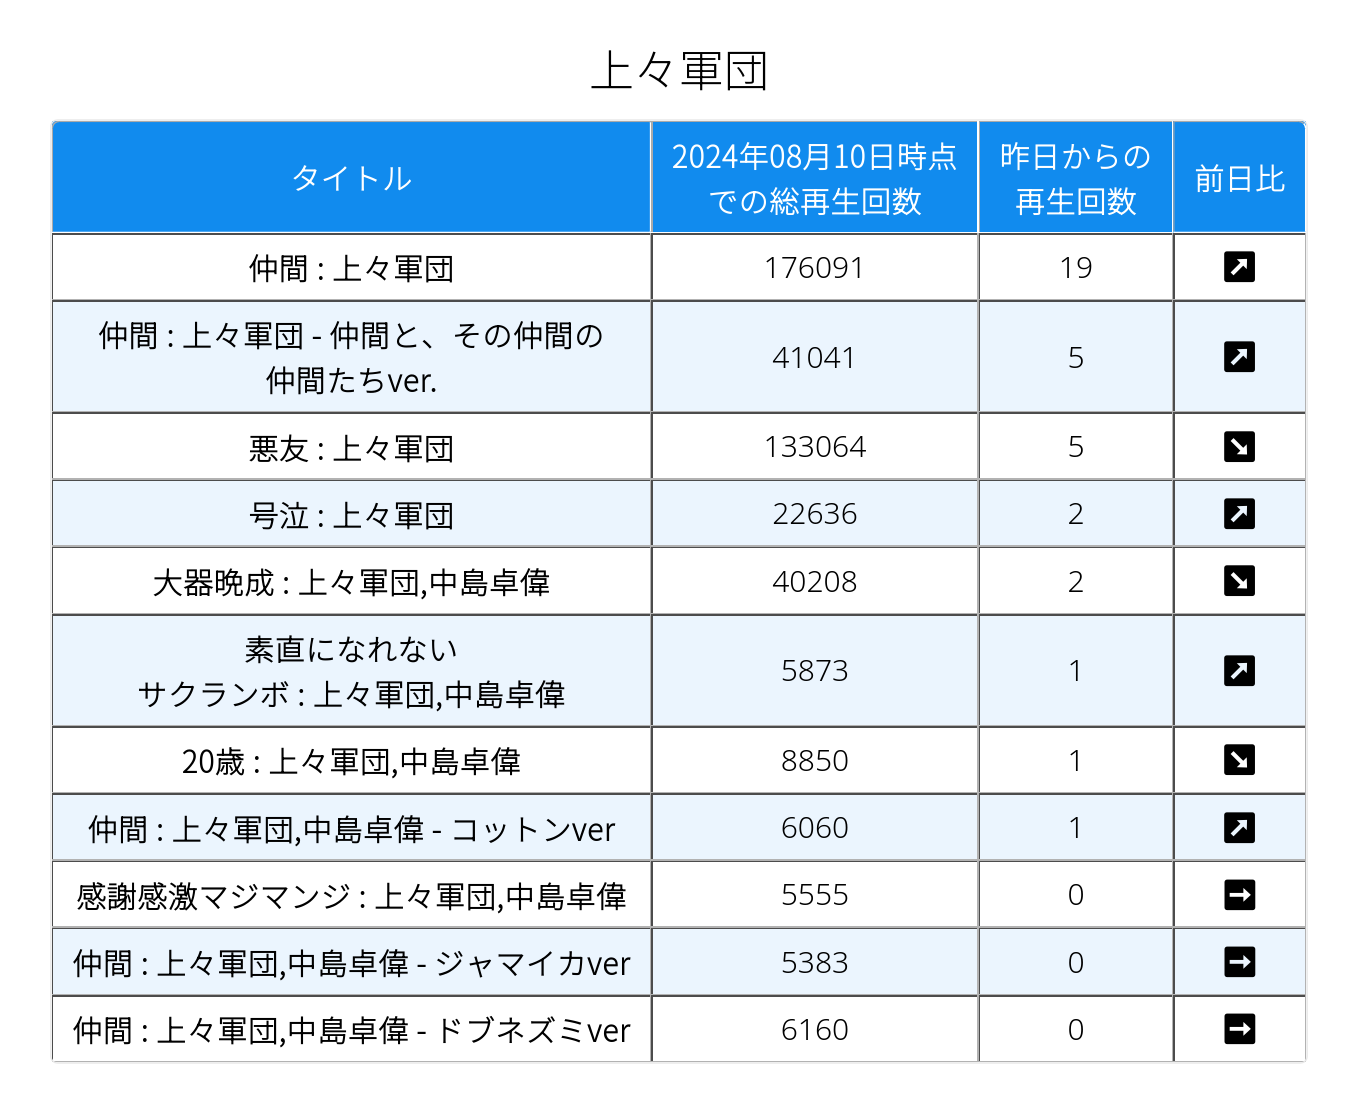 上々軍団
タイトル
2024年08月10日時点
での総再生回数
昨日からの
再生回数
前日比
仲間 : 上々軍団
176091
19
仲間 : 上々軍団 - 仲間と、その仲間の
仲間たちver.
41041
5
悪友 : 上々軍団
133064
5
号泣 : 上々軍団
22636
2
大器晩成 : 上々軍団,中島卓偉
40208
2
素直になれない
サクランボ : 上々軍団,中島卓偉
5873
1
20歳 : 上々軍団,中島卓偉
8850
1
仲間 : 上々軍団,中島卓偉 - コットンver
6060
1
感謝感激マジマンジ : 上々軍団,中島卓偉
5555
0
仲間 : 上々軍団,中島卓偉 - ジャマイカver
5383
0
仲間 : 上々軍団,中島卓偉 - ドブネズミver
6160
0